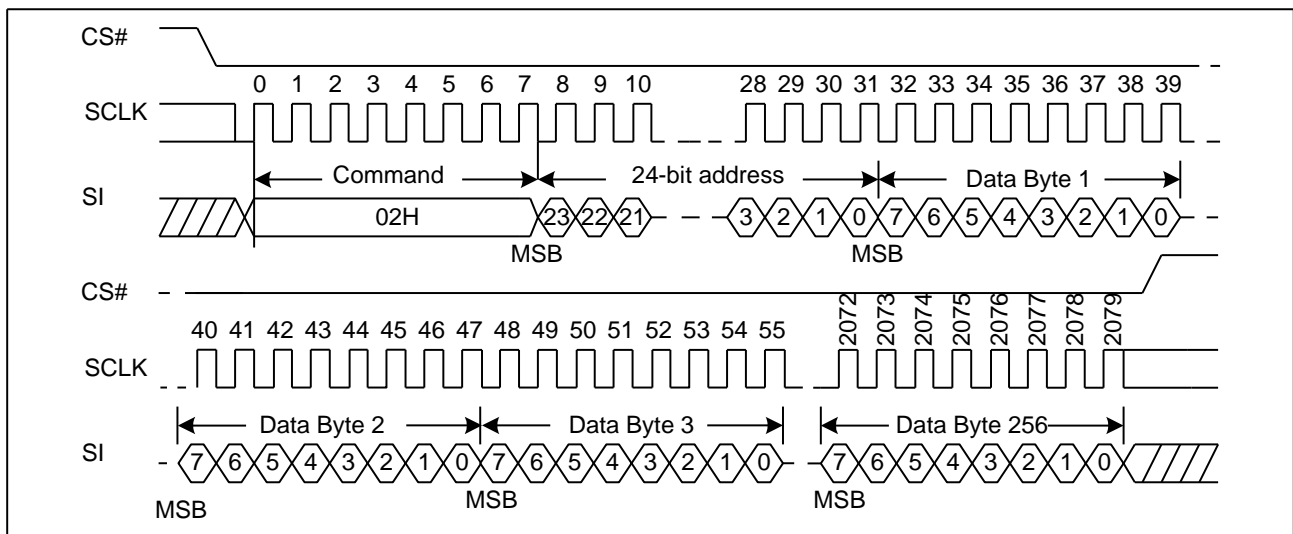 CS#
0 1 2 3 4 5 6 7 8 9 10 28 29 30 31 32 33 34 35 36 37 38 39
SCLK
Command 24-bit address Data Byte 1
SI
02H 23 22 21 3 2 1 0 7 6 5 4 3 2 1 0
MSB MSB
CS#
40 41 42 43 44 45 46 47 48 49 50 51 52 53 54 55 2072 2073 2074 2075 2076 2077 2078 2079
SCLK
Data Byte 2 Data Byte 3 Data Byte 256
SI
7 6 5 4 3 2 1 0 7 6 5 4 3 2 1 0 7 6 5 4 3 2 1 0
MSB MSB MSB